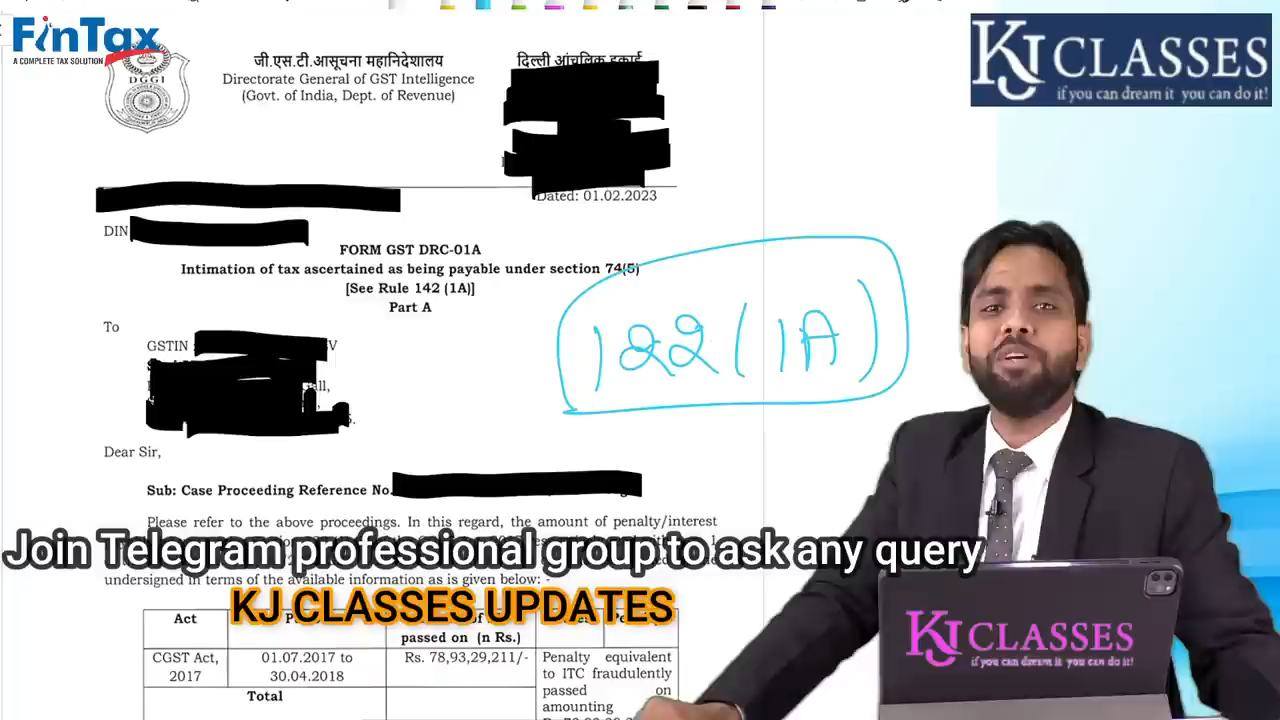 FinTax
A COMPLETE TAX SOLUTION
DGGI
जी.एस.टी.आसूचना महानिदेशालय
Directorate General of GST Intelligence
(Govt. of India, Dept. of Revenue)
दिल्ली आंचलिक इकाई
KJ CLASSES
if you can dream it you can do it!
Dated: 01.02.2023
DIN
FORM GST DRC-01A
Intimation of tax ascertained as being payable under section 74(5)
[See Rule 142 (1A)]
Part A
122 (1A)
To
GSTIN :
Dear Sir,
Sub: Case Proceeding Reference No.
Please refer to the above proceedings. In this regard, the amount of penalty/interest
Join Telegram professional group to ask any query
undersigned in terms of the available information as is given below: -
KJ CLASSES UPDATES
Act
passed on (n Rs.)
CGST Act, 2017
01.07.2017 to 30.04.2018
Rs. 78,93,29,211/-
Penalty equivalent
to ITC fraudulently
passed on
amounting
Total
KJ CLASSES
if you can dream it you can do it!